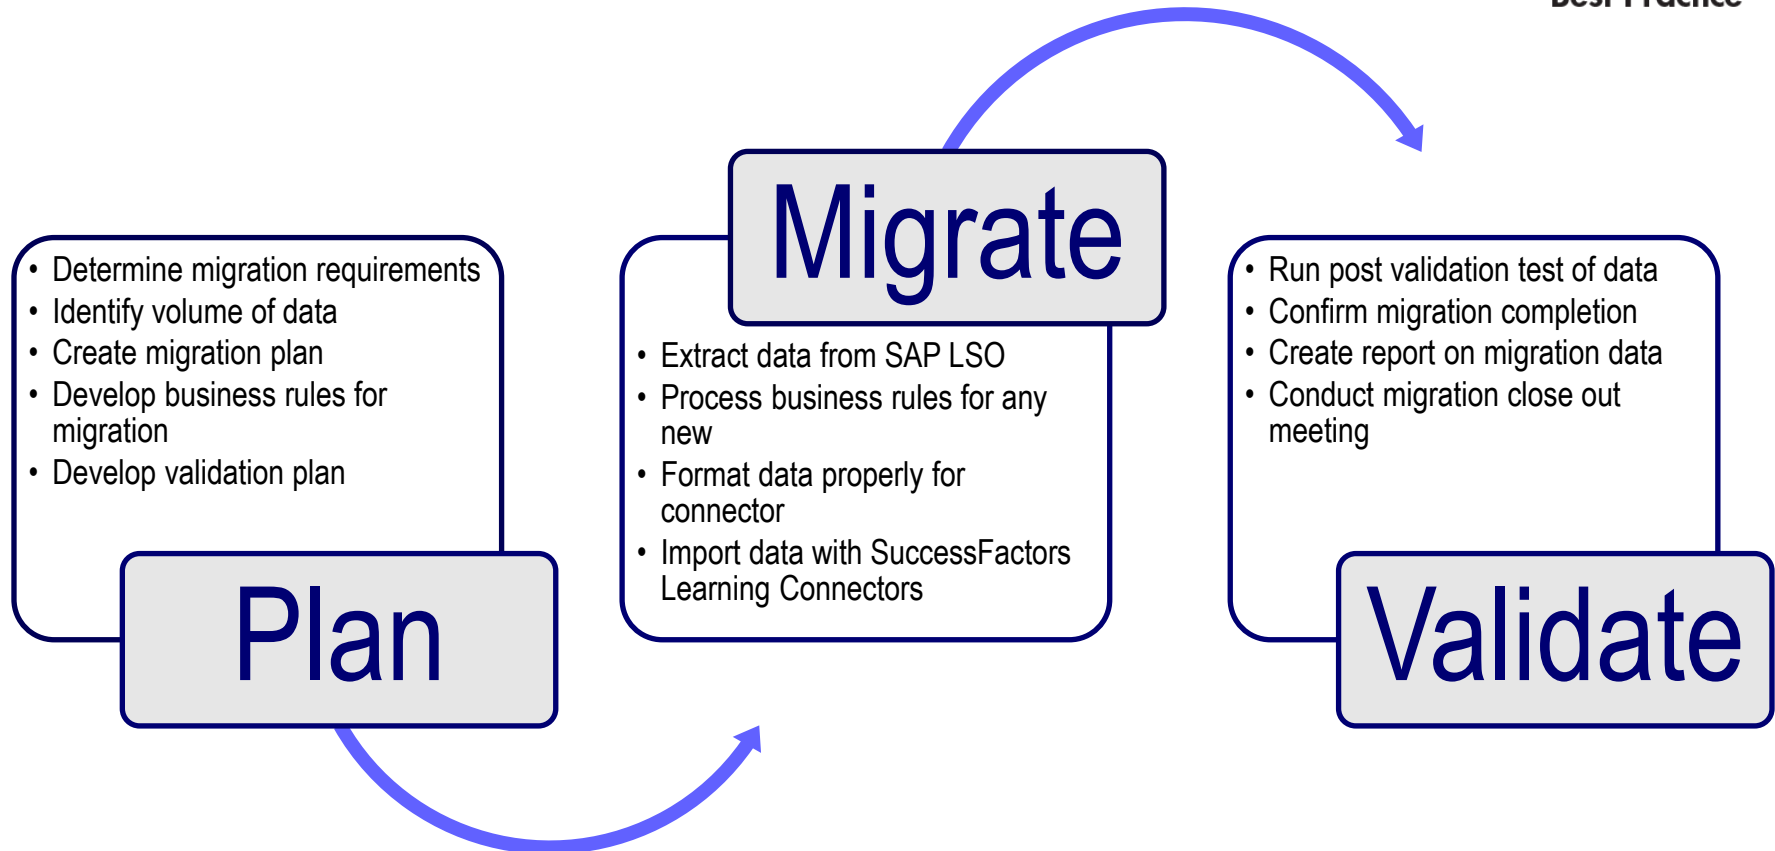 Best Practice
• Determine migration requirements
• Identify volume of data
• Create migration plan
• Develop business rules for
migration
• Develop validation plan
Plan
Migrate
• Extract data from SAP LSO
• Process business rules for any
new
• Format data properly for
connector
• Import data with SuccessFactors
Learning Connectors
• Run post validation test of data
• Confirm migration completion
• Create report on migration data
• Conduct migration close out
meeting
Validate